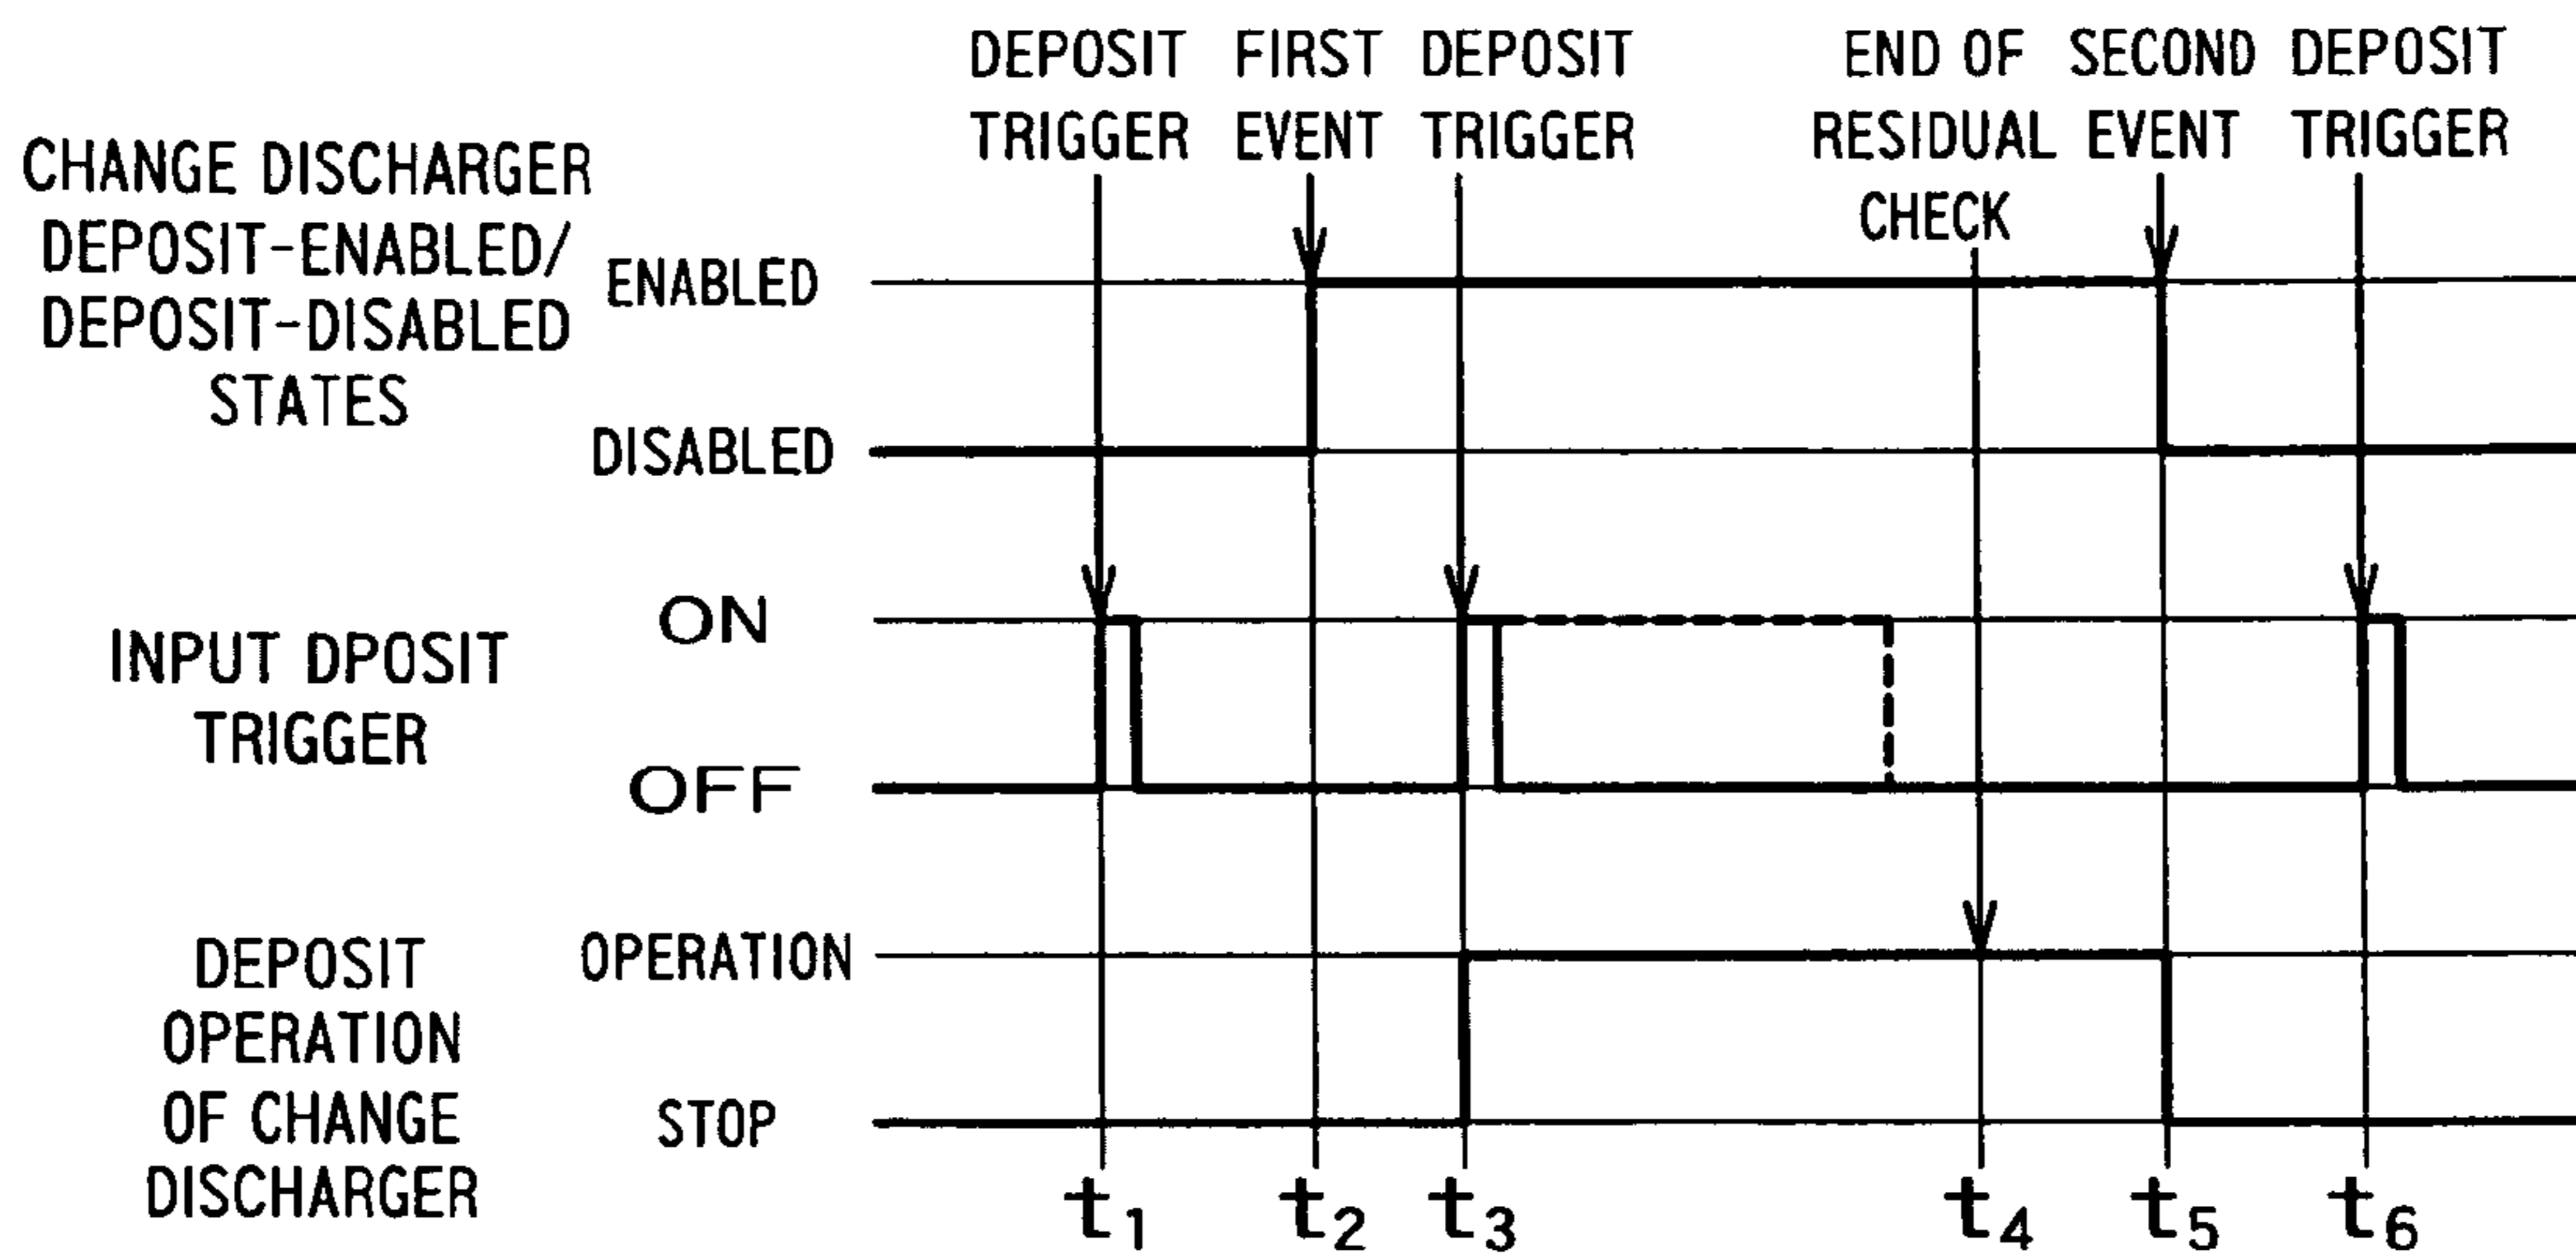 DEPOSIT FIRST DEPOSIT END OF SECOND DEPOSIT
TRIGGER EVENT TRIGGER RESIDUAL EVENT TRIGGER
CHECK
CHANGE DISCHARGER
DEPOSIT-ENABLED/
DEPOSIT-DISABLED
STATES
ENABLED
DISABLED
INPUT DPOSIT
TRIGGER
ON
OFF
DEPOSIT
OPERATION
OF CHANGE
DISCHARGER
OPERATION
STOP
t1 t2 t3 t4 t5 t6